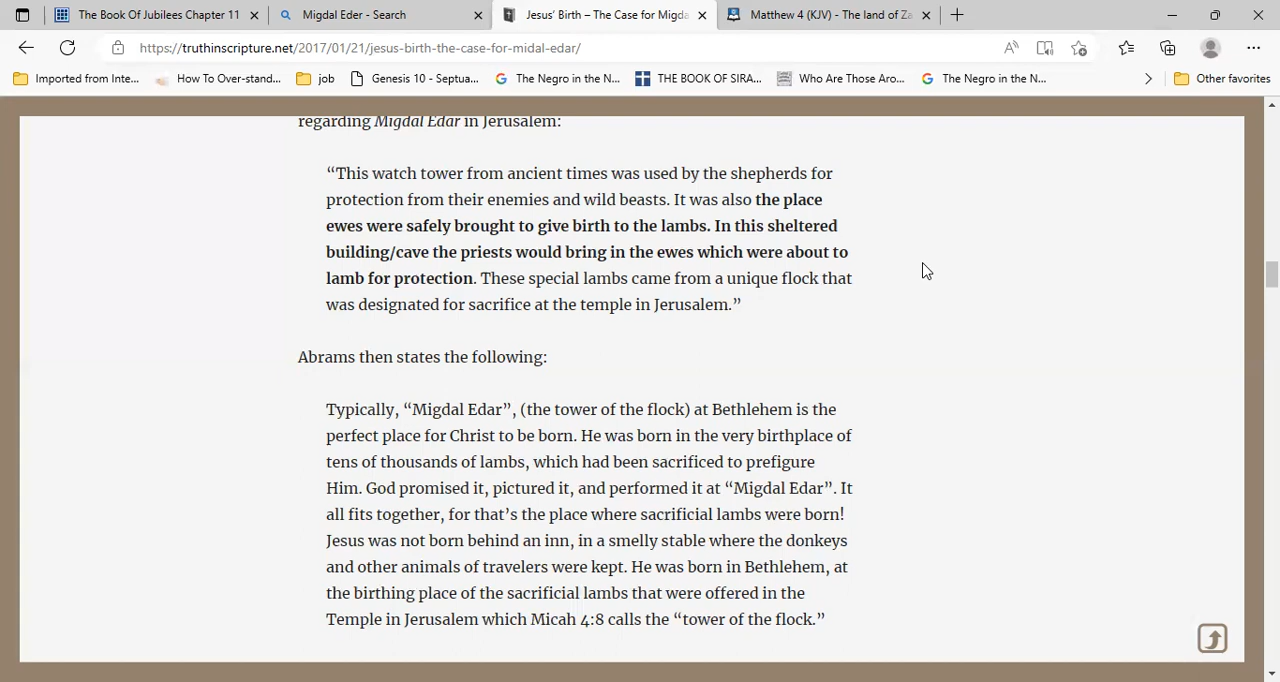 The Book Of Jubilees Chapter 11
Migdal Eder - Search
Jesus' Birth – The Case for Migda
Matthew 4 (KJV) - The land of Za
https://truthinscripture.net/2017/01/21/jesus-birth-the-case-for-midal-edar/
Imported from Inte...
How To Over-stand...
job
Genesis 10 - Septua...
The Negro in the N...
THE BOOK OF SIRA...
Who Are Those Aro...
The Negro in the N...
Other favorites
regarding Migdal Edar in Jerusalem:
“This watch tower from ancient times was used by the shepherds for
protection from their enemies and wild beasts. It was also the place
ewes were safely brought to give birth to the lambs. In this sheltered
building/cave the priests would bring in the ewes which were about to
lamb for protection. These special lambs came from a unique flock that
was designated for sacrifice at the temple in Jerusalem.”
Abrams then states the following:
Typically, “Migdal Edar”, (the tower of the flock) at Bethlehem is the
perfect place for Christ to be born. He was born in the very birthplace of
tens of thousands of lambs, which had been sacrificed to prefigure
Him. God promised it, pictured it, and performed it at “Migdal Edar”. It
all fits together, for that’s the place where sacrificial lambs were born!
Jesus was not born behind an inn, in a smelly stable where the donkeys
and other animals of travelers were kept. He was born in Bethlehem, at
the birthing place of the sacrificial lambs that were offered in the
Temple in Jerusalem which Micah 4:8 calls the “tower of the flock.”